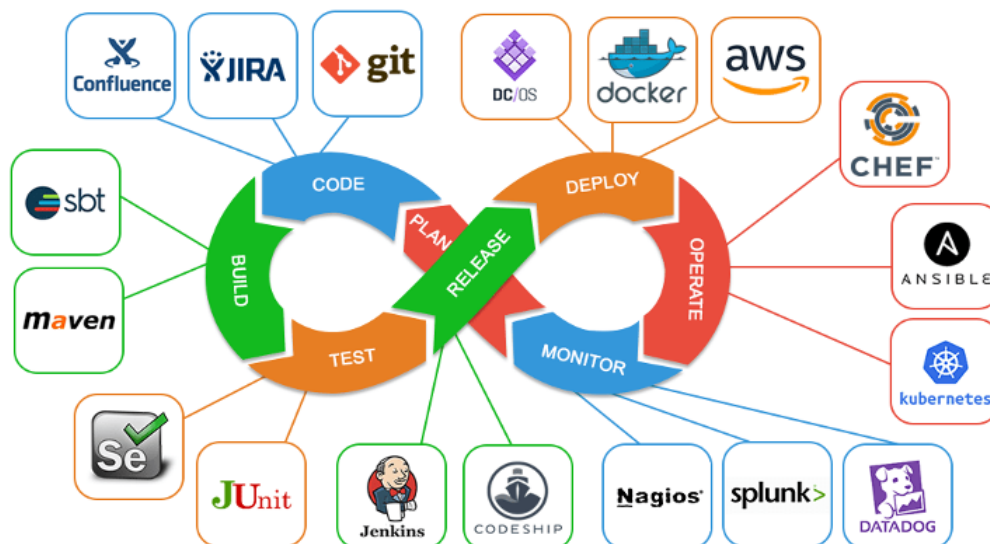 Confluence
JIRA
git
DC/OS
docker
aws
CHEF™
sbt
CODE
DEPLOY
PLAN
RELEASE
BUILD
OPERATE
ANSIBLE
maven
TEST
MONITOR
kubernetes
Se
JUnit
Jenkins
CODESHIP
Nagios®
splunk>
DATADOG